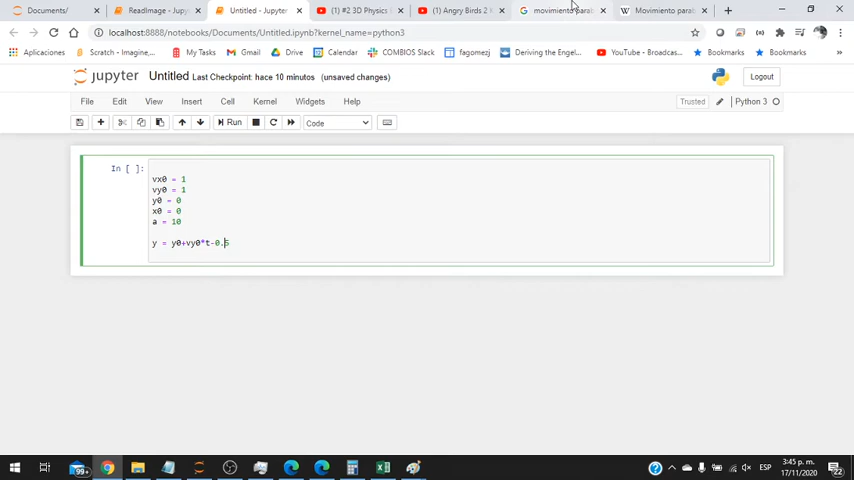 Documents/
ReadImage - Jupy
Untitled - Jupyter
(1) #2 3D Physics
(1) Angry Birds 2
movimiento parab
Movimiento parab
localhost:8888/notebooks/Documents/Untitled.ipynb?kernel_name=python3
Aplicaciones
Scratch - Imagine,...
YouTube
Maps
Gmail
Drive
Calendar
COMBIOS Slack
fagomezj
Deriving the Engel...
YouTube - Broadcas...
Bookmarks
Bookmarks
jupyter Untitled Last Checkpoint: hace 10 minutos (unsaved changes)
Logout
File Edit View Insert Cell Kernel Widgets Help
Trusted
Python 3
Run
Code
In [ ]:
vx0 = 1
vy0 = 1
y0 = 0
x0 = 0
a = 10
y = y0+vy0*t-0.5
99+
ESP
3:45 p. m.
17/11/2020
22